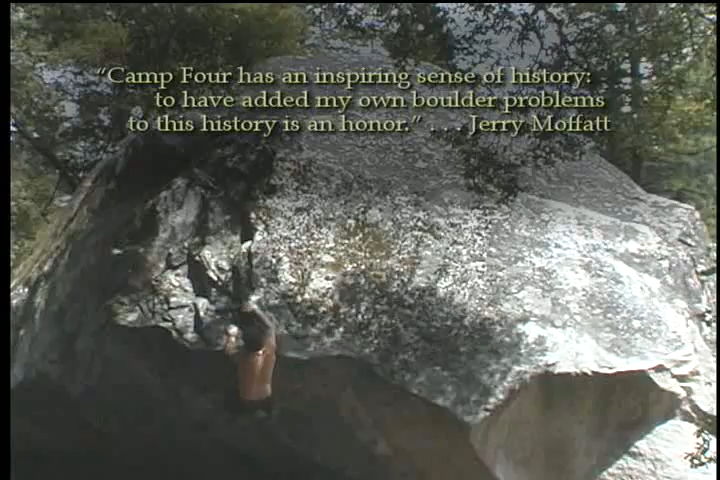 “Camp Four has an inspiring sense of history:
to have added my own boulder problems
to this history is an honor.” . . . Jerry Moffatt